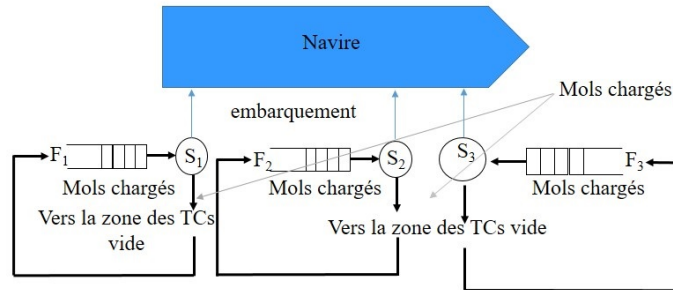 Navire
Mols chargés
embarquement
F1
S1
F2
S2
S3
F3
Mols chargés
Mols chargés
Mols chargés
Vers la zone des TCs
vide
Vers la zone des TCs vide